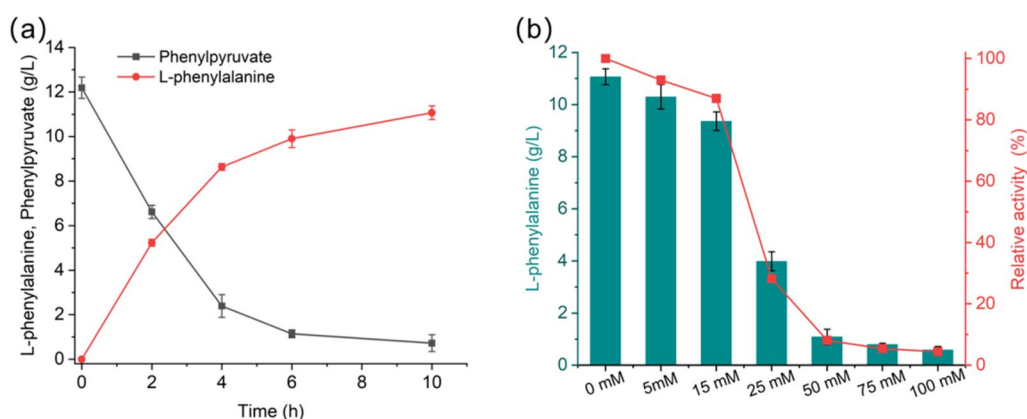 (a)
14
12
10
8
6
4
2
0
L-phenylalanine, Phenylpyruvate (g/L)
Phenylpyruvate
L-phenylalanine
0 2 4 6 8 10
Time (h)
(b)
12
10
8
6
4
2
0
L-phenylalanine (g/L)
100
80
60
40
20
0
Relative activity (%)
0 mM 5mM 15 mM 25 mM 50 mM 75 mM 100 mM